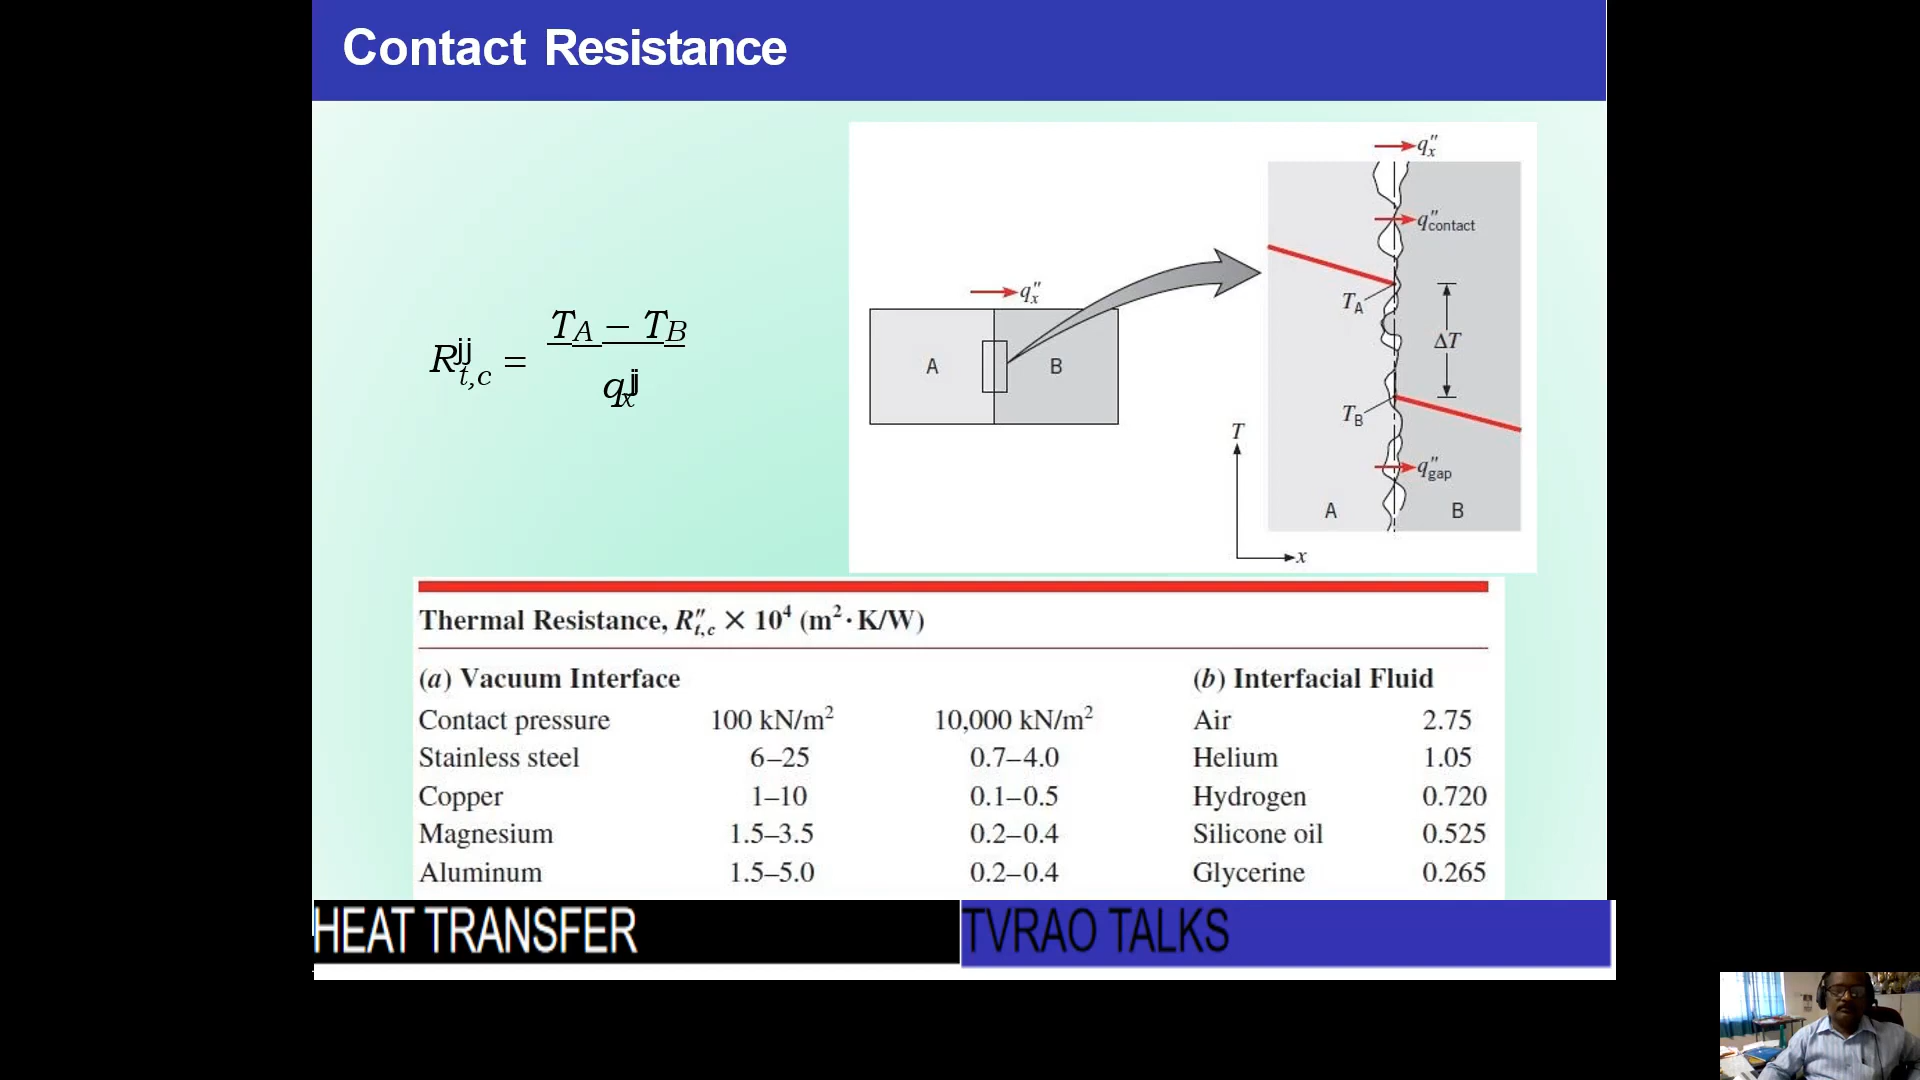 Contact Resistance
R^jj_t,c = T_A − T_B / q^jj_x
q″x
A
B
q″x
q″contact
TA
ΔT
TB
q″gap
A
B
T
x
Thermal Resistance, R″t,c × 10⁴ (m²·K/W)
(a) Vacuum Interface (b) Interfacial Fluid
Contact pressure 100 kN/m² 10,000 kN/m² Air 2.75
Stainless steel 6–25 0.7–4.0 Helium 1.05
Copper 1–10 0.1–0.5 Hydrogen 0.720
Magnesium 1.5–3.5 0.2–0.4 Silicone oil 0.525
Aluminum 1.5–5.0 0.2–0.4 Glycerine 0.265
HEAT TRANSFER TVRAO TALKS